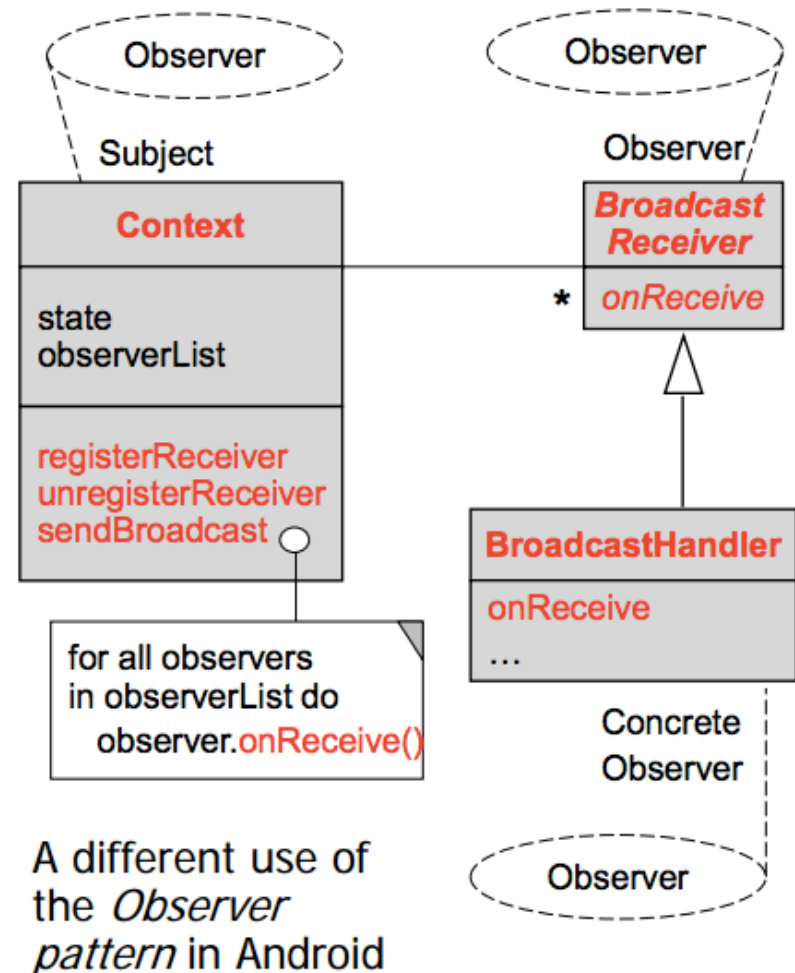 Observer
Observer
Subject
Observer
Context
Broadcast
Receiver
state
observerList
*
onReceive
registerReceiver
unregisterReceiver
sendBroadcast
BroadcastHandler
onReceive
...
for all observers
in observerList do
observer.onReceive()
Concrete
Observer
Observer
A different use of
the Observer
pattern in Android